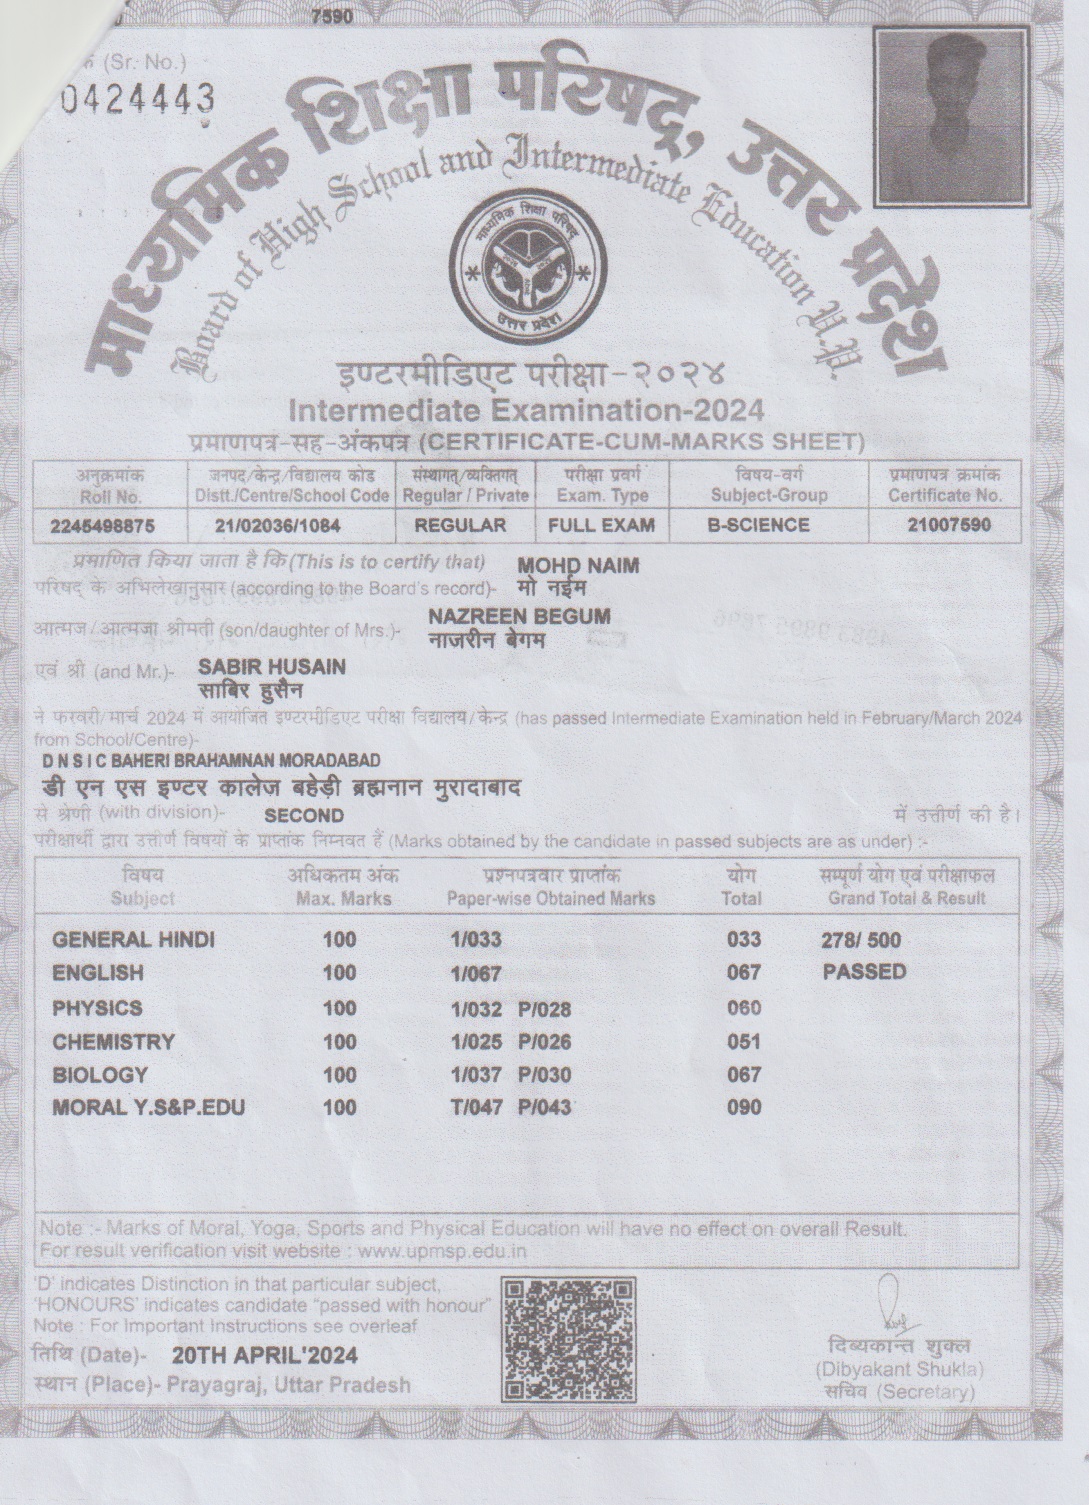 7590
क (Sr. No.)
0424443
माध्यमिक शिक्षा परिषद्, उत्तर प्रदेश
Board of High School and Intermediate Education U.P.
माध्यमिक शिक्षा परिषद
उत्तर प्रदेश
इण्टरमीडिएट परीक्षा-२०२४
Intermediate Examination-2024
प्रमाणपत्र-सह-अंकपत्र (CERTIFICATE-CUM-MARKS SHEET)
अनुक्रमांक जनपद/केन्द्र/विद्यालय कोड संस्थागत/व्यक्तिगत परीक्षा प्रवर्ग विषय-वर्ग प्रमाणपत्र क्रमांक
Roll No. Distt./Centre/School Code Regular / Private Exam. Type Subject-Group Certificate No.
2245498875 21/02036/1084 REGULAR FULL EXAM B-SCIENCE 21007590
प्रमाणित किया जाता है कि (This is to certify that) MOHD NAIM
परिषद् के अभिलेखानुसार (according to the Board's record)- मो नईम
NAZREEN BEGUM
आत्मज/आत्मजा श्रीमती (son/daughter of Mrs.)- नाजरीन बेगम
एवं श्री (and Mr.)- SABIR HUSAIN
साबिर हुसैन
ने फरवरी/मार्च 2024 में आयोजित इण्टरमीडिएट परीक्षा विद्यालय/केन्द्र (has passed Intermediate Examination held in February/March 2024
from School/Centre)-
D N S I C BAHERI BRAHAMNAN MORADABAD
डी एन एस इण्टर कालेज बहेड़ी ब्रह्मनान मुरादाबाद
से श्रेणी (with division)- SECOND में उत्तीर्ण की है।
परीक्षार्थी द्वारा उत्तीर्ण विषयों के प्राप्तांक निम्नवत हैं (Marks obtained by the candidate in passed subjects are as under) :-
विषय अधिकतम अंक प्रश्नपत्रवार प्राप्तांक योग सम्पूर्ण योग एवं परीक्षाफल
Subject Max. Marks Paper-wise Obtained Marks Total Grand Total & Result
GENERAL HINDI 100 1/033 033 278/ 500
ENGLISH 100 1/067 067 PASSED
PHYSICS 100 1/032 P/028 060
CHEMISTRY 100 1/025 P/026 051
BIOLOGY 100 1/037 P/030 067
MORAL Y.S&P.EDU 100 T/047 P/043 090
Note :- Marks of Moral, Yoga, Sports and Physical Education will have no effect on overall Result.
For result verification visit website : www.upmsp.edu.in
'D' indicates Distinction in that particular subject,
'HONOURS' indicates candidate "passed with honour"
Note : For Important Instructions see overleaf
तिथि (Date)- 20TH APRIL'2024
स्थान (Place)- Prayagraj, Uttar Pradesh
दिव्यकान्त शुक्ल
(Dibyakant Shukla)
सचिव (Secretary)